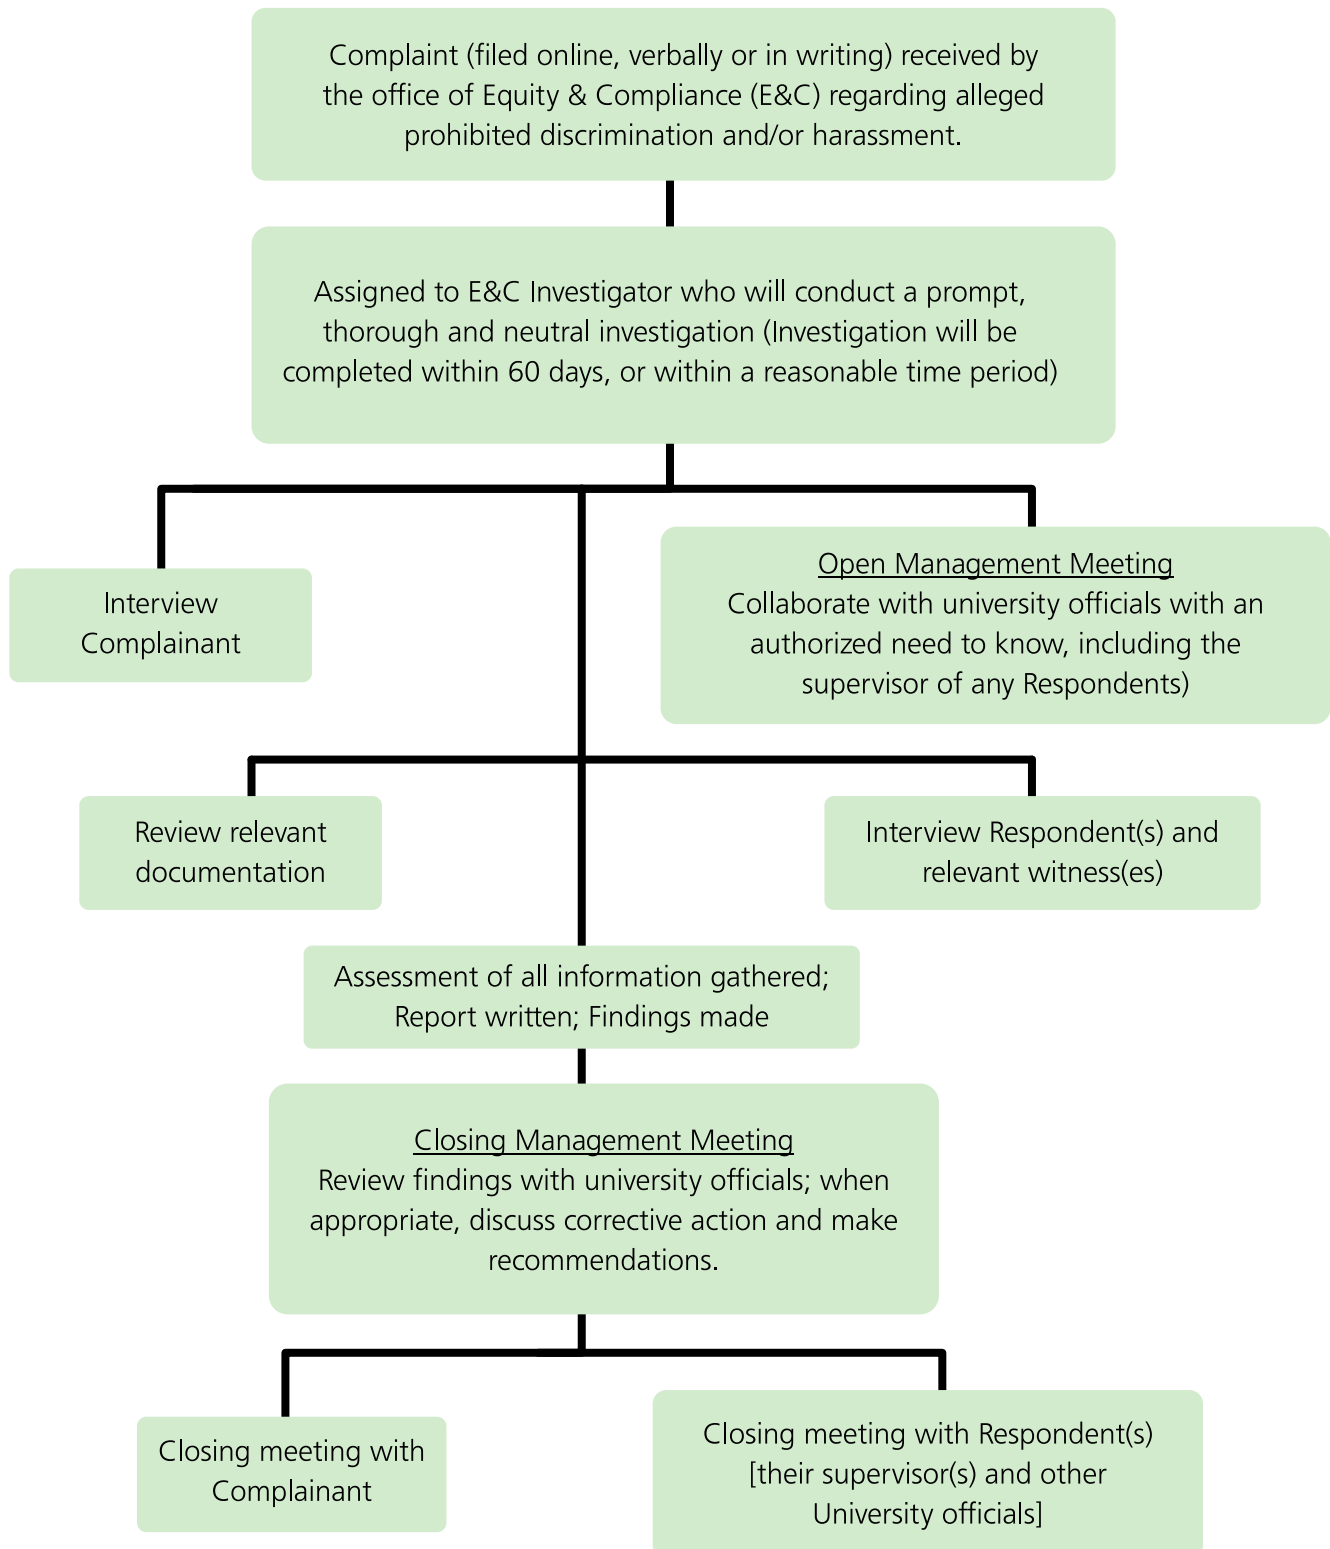 Complaint (filed online, verbally or in writing) received by
the office of Equity & Compliance (E&C) regarding alleged
prohibited discrimination and/or harassment.
Assigned to E&C Investigator who will conduct a prompt,
thorough and neutral investigation (Investigation will be
completed within 60 days, or within a reasonable time period)
Interview
Complainant
Open Management Meeting
Collaborate with university officials with an
authorized need to know, including the
supervisor of any Respondents)
Review relevant
documentation
Interview Respondent(s) and
relevant witness(es)
Assessment of all information gathered;
Report written; Findings made
Closing Management Meeting
Review findings with university officials; when
appropriate, discuss corrective action and make
recommendations.
Closing meeting with
Complainant
Closing meeting with Respondent(s)
[their supervisor(s) and other
University officials]